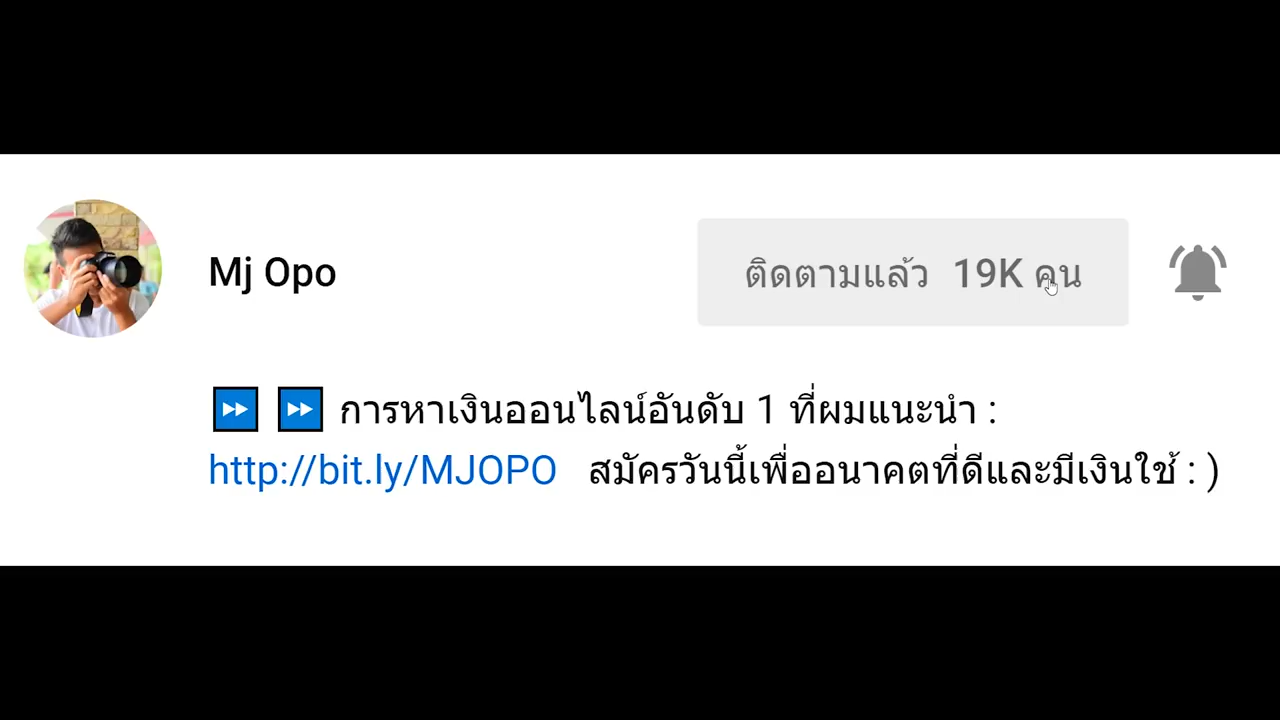 Mj Opo
ติดตามแล้ว 19K คน
⏩ ⏩ การหาเงินออนไลน์อันดับ 1 ที่ผมแนะนำ :
http://bit.ly/MJOPO สมัครวันนี้เพื่ออนาคตที่ดีและมีเงินใช้ : )